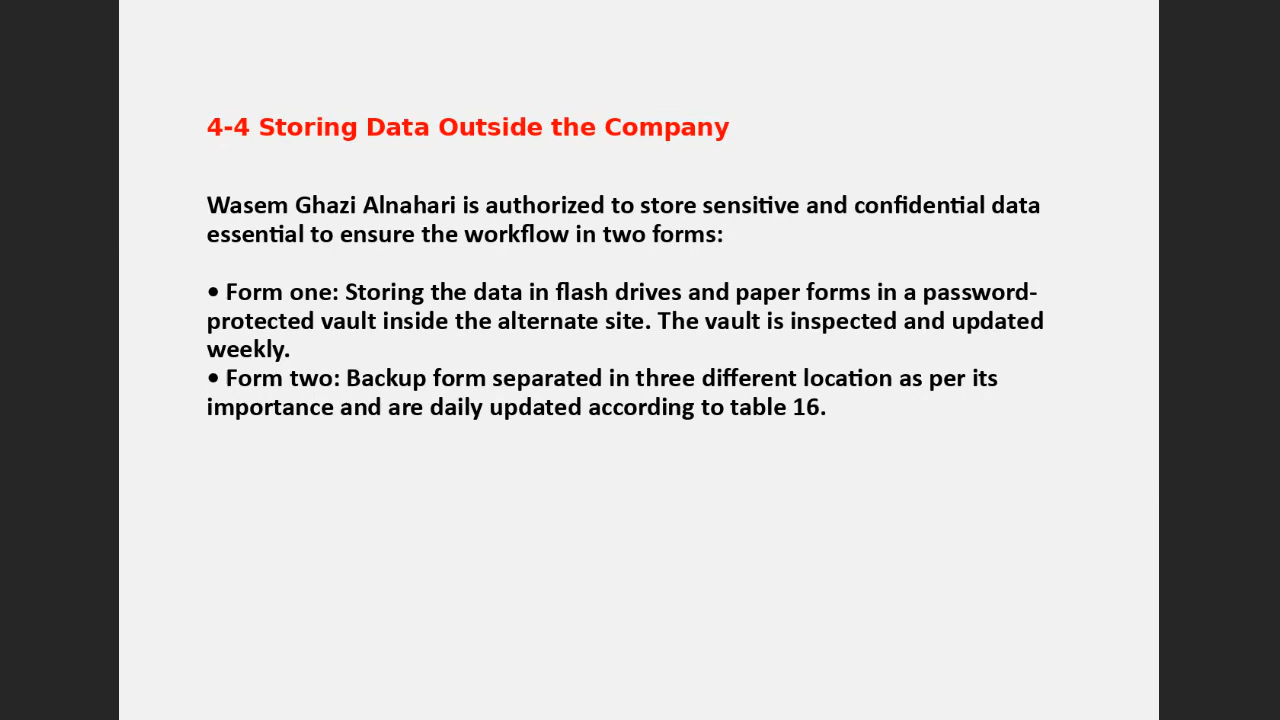 4-4 Storing Data Outside the Company
Wasem Ghazi Alnahari is authorized to store sensitive and confidential data
essential to ensure the workflow in two forms:
• Form one: Storing the data in flash drives and paper forms in a password-
protected vault inside the alternate site. The vault is inspected and updated
weekly.
• Form two: Backup form separated in three different location as per its
importance and are daily updated according to table 16.